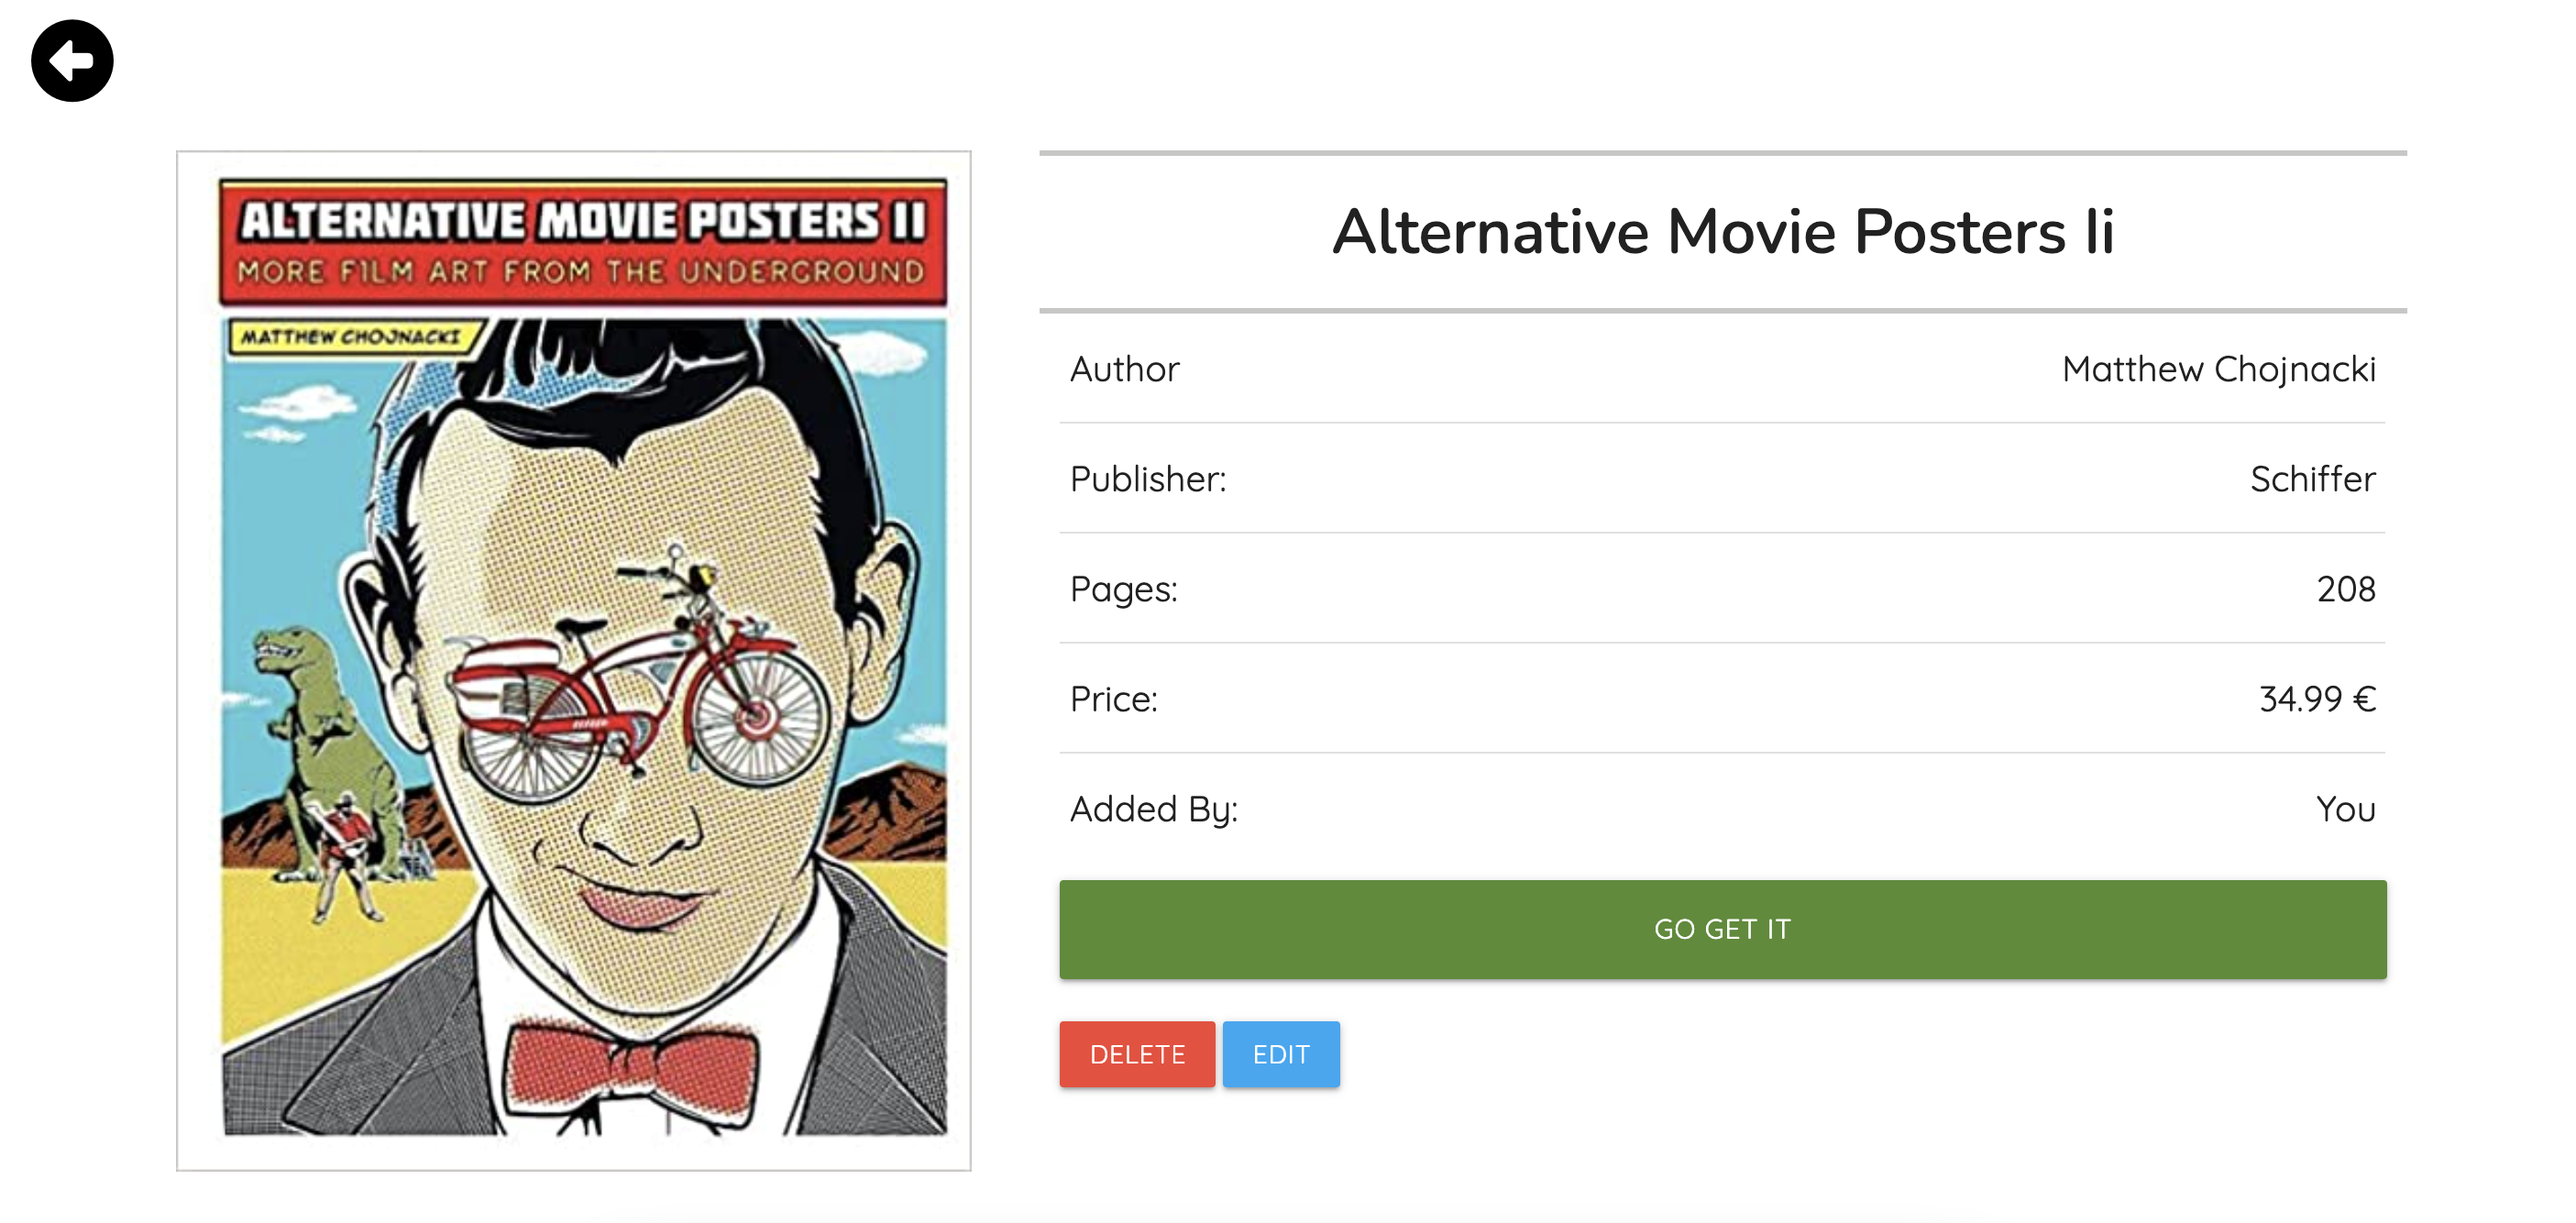 ALTERNATIVE MOVIE POSTERS II
MORE FILM ART FROM THE UNDERGROUND
MATTHEW CHOJNACKI
Alternative Movie Posters Ii
Author Matthew Chojnacki
Publisher: Schiffer
Pages: 208
Price: 34.99 €
Added By: You
GO GET IT
DELETE EDIT